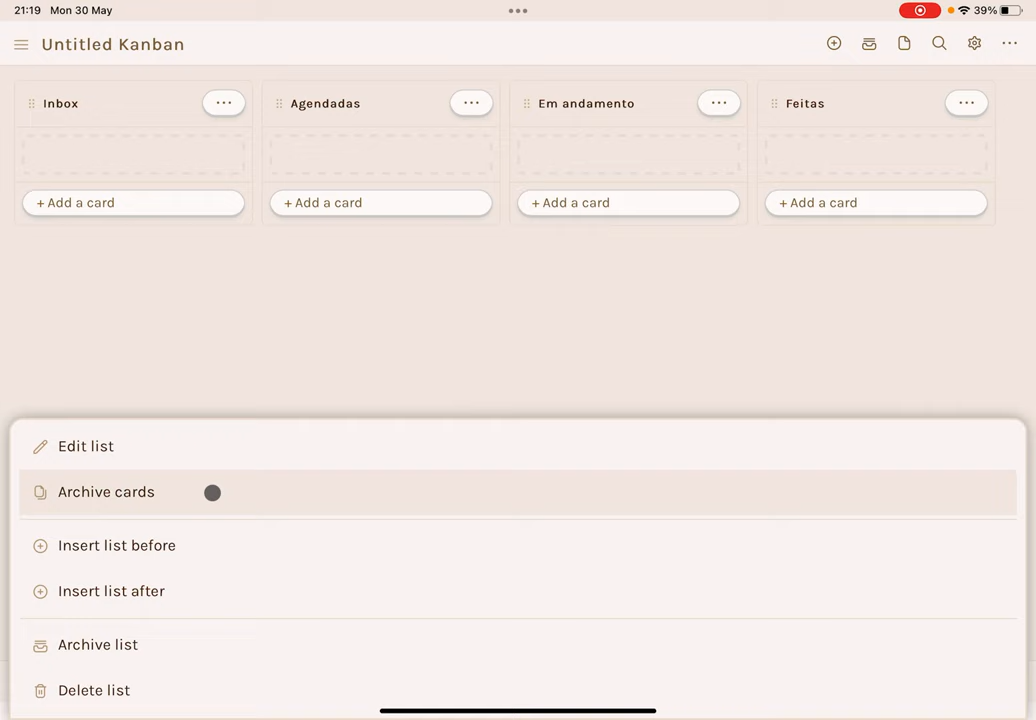 21:19 Mon 30 May
39%
Untitled Kanban
Inbox
Agendadas
Em andamento
Feitas
+ Add a card
+ Add a card
+ Add a card
+ Add a card
Edit list
Archive cards
Insert list before
Insert list after
Archive list
Delete list